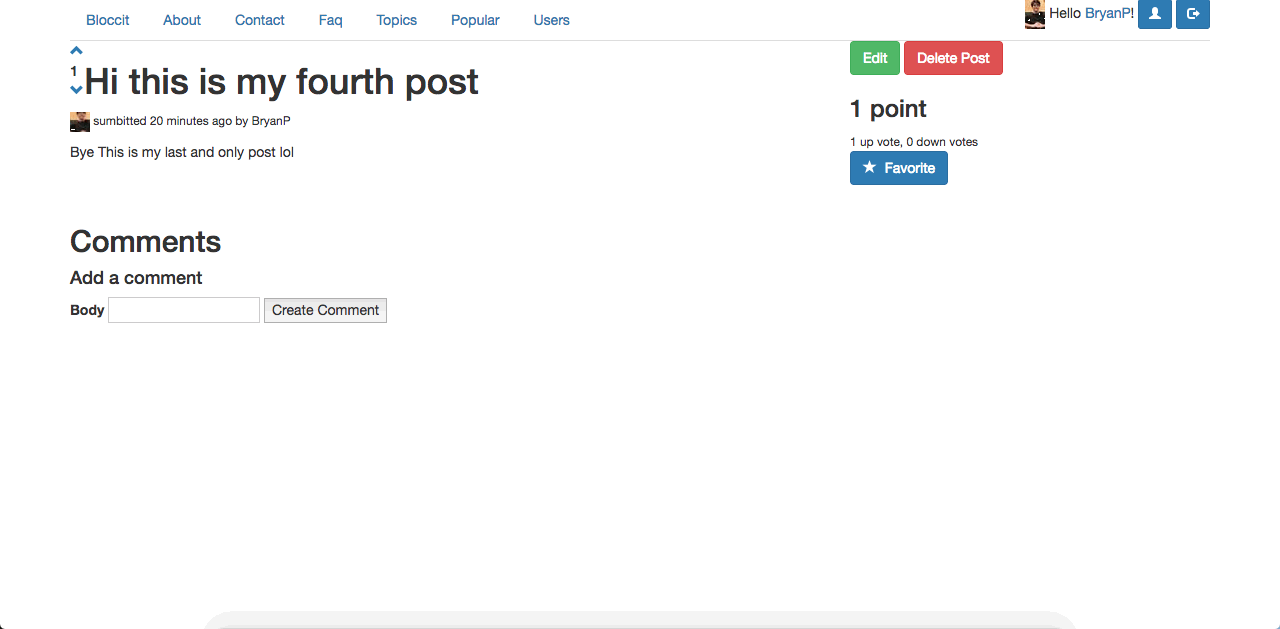 Bloccit About Contact Faq Topics Popular Users Hello BryanP!
1 Hi this is my fourth post
sumbitted 20 minutes ago by BryanP
Bye This is my last and only post lol
Edit Delete Post
1 point
1 up vote, 0 down votes
Favorite
Comments
Add a comment
Body Create Comment